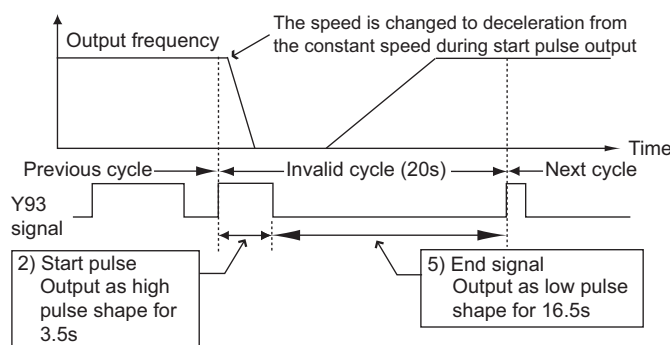 Output frequency
The speed is changed to deceleration from
the constant speed during start pulse output
Time
Previous cycle
Invalid cycle (20s)
Next cycle
Y93
signal
2) Start pulse
Output as high
pulse shape for
3.5s
5) End signal
Output as low pulse
shape for 16.5s